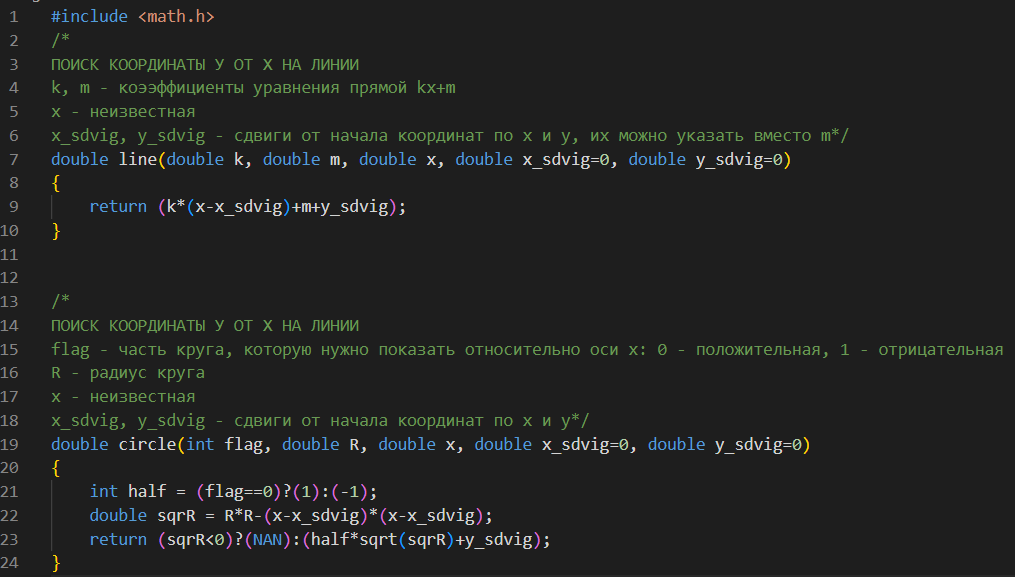 1 #include <math.h>
2 /*
3 ПОИСК КООРДИНАТЫ У ОТ Х НА ЛИНИИ
4 k, m - коэээфициенты уравнения прямой kx+m
5 x - неизвестная
6 x_sdvig, y_sdvig - сдвиги от начала координат по x и y, их можно указать вместо m*/
7 double line(double k, double m, double x, double x_sdvig=0, double y_sdvig=0)
8 {
9 return (k*(x-x_sdvig)+m+y_sdvig);
10 }
11
12
13 /*
14 ПОИСК КООРДИНАТЫ У ОТ Х НА ЛИНИИ
15 flag - часть круга, которую нужно показать относительно оси x: 0 - положительная, 1 - отрицательная
16 R - радиус круга
17 x - неизвестная
18 x_sdvig, y_sdvig - сдвиги от начала координат по x и y*/
19 double circle(int flag, double R, double x, double x_sdvig=0, double y_sdvig=0)
20 {
21 int half = (flag==0)?(1):(-1);
22 double sqrR = R*R-(x-x_sdvig)*(x-x_sdvig);
23 return (sqrR<0)?(NAN):(half*sqrt(sqrR)+y_sdvig);
24 }